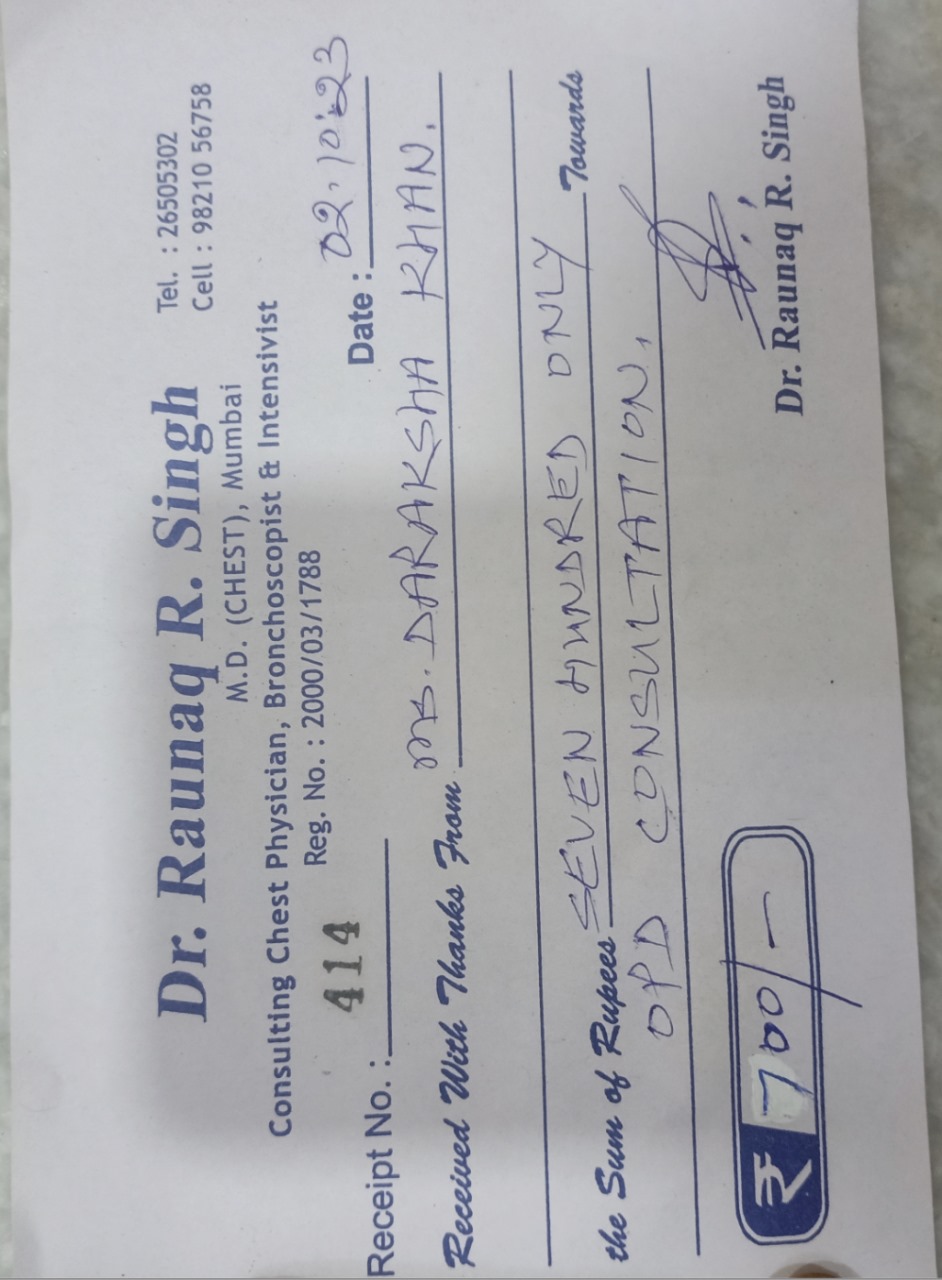 Dr. Raunaq R. Singh
M.D. (CHEST), Mumbai
Tel. : 26505302
Cell : 98210 56758
Consulting Chest Physician, Bronchoscopist & Intensivist
Reg. No. : 2000/03/1788
Receipt No. : 414 Date : 02.10.23
Received With Thanks From Ms. DARAKSHA KHAN.
the Sum of Rupees SEVEN HUNDRED ONLY Towards
OPD CONSULTATION.
₹ 700/-
Dr. Raunaq R. Singh